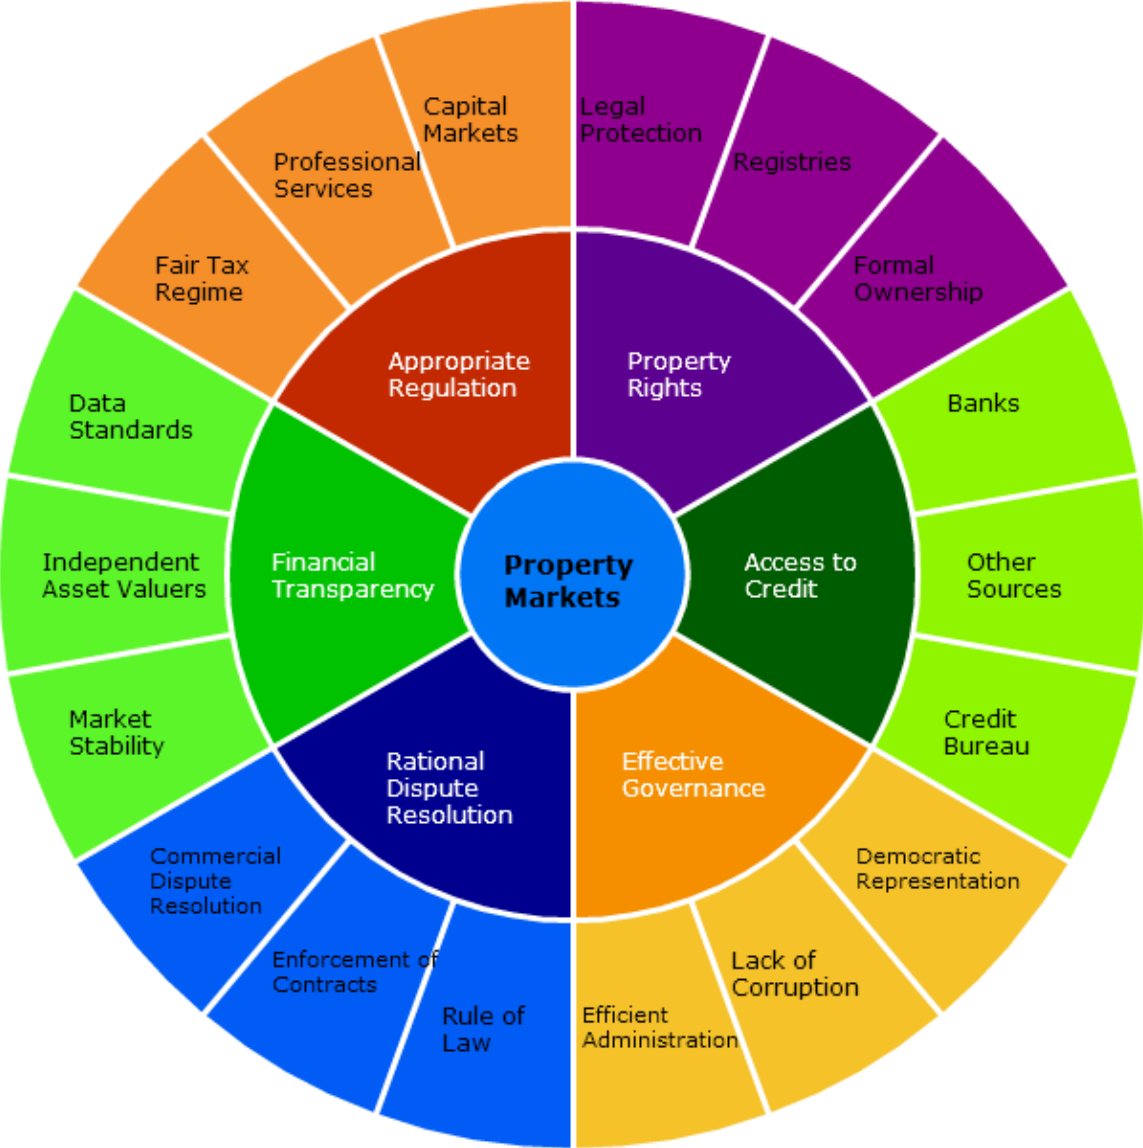 Capital
Markets
Legal
Protection
Professional
Services
Registries
Fair Tax
Regime
Formal
Ownership
Appropriate
Regulation
Property
Rights
Data
Standards
Banks
Independent
Asset Valuers
Financial
Transparency
Property
Markets
Access to
Credit
Other
Sources
Market
Stability
Credit
Bureau
Rational
Dispute
Resolution
Effective
Governance
Commercial
Dispute
Resolution
Democratic
Representation
Enforcement of
Contracts
Lack of
Corruption
Rule of
Law
Efficient
Administration